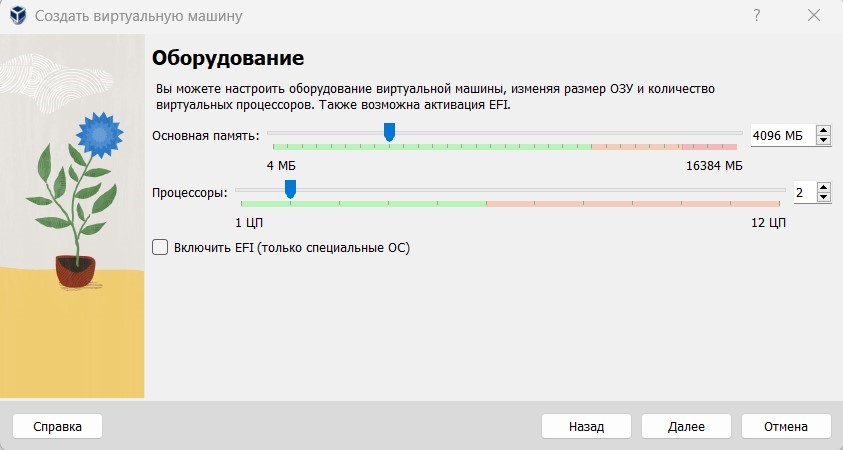 Создать виртуальную машину
Оборудование
Вы можете настроить оборудование виртуальной машины, изменяя размер ОЗУ и количество
виртуальных процессоров. Также возможна активация EFI.
Основная память: 4096 МБ
4 МБ 16384 МБ
Процессоры: 2
1 ЦП 12 ЦП
Включить EFI (только специальные ОС)
Справка Назад Далее Отмена